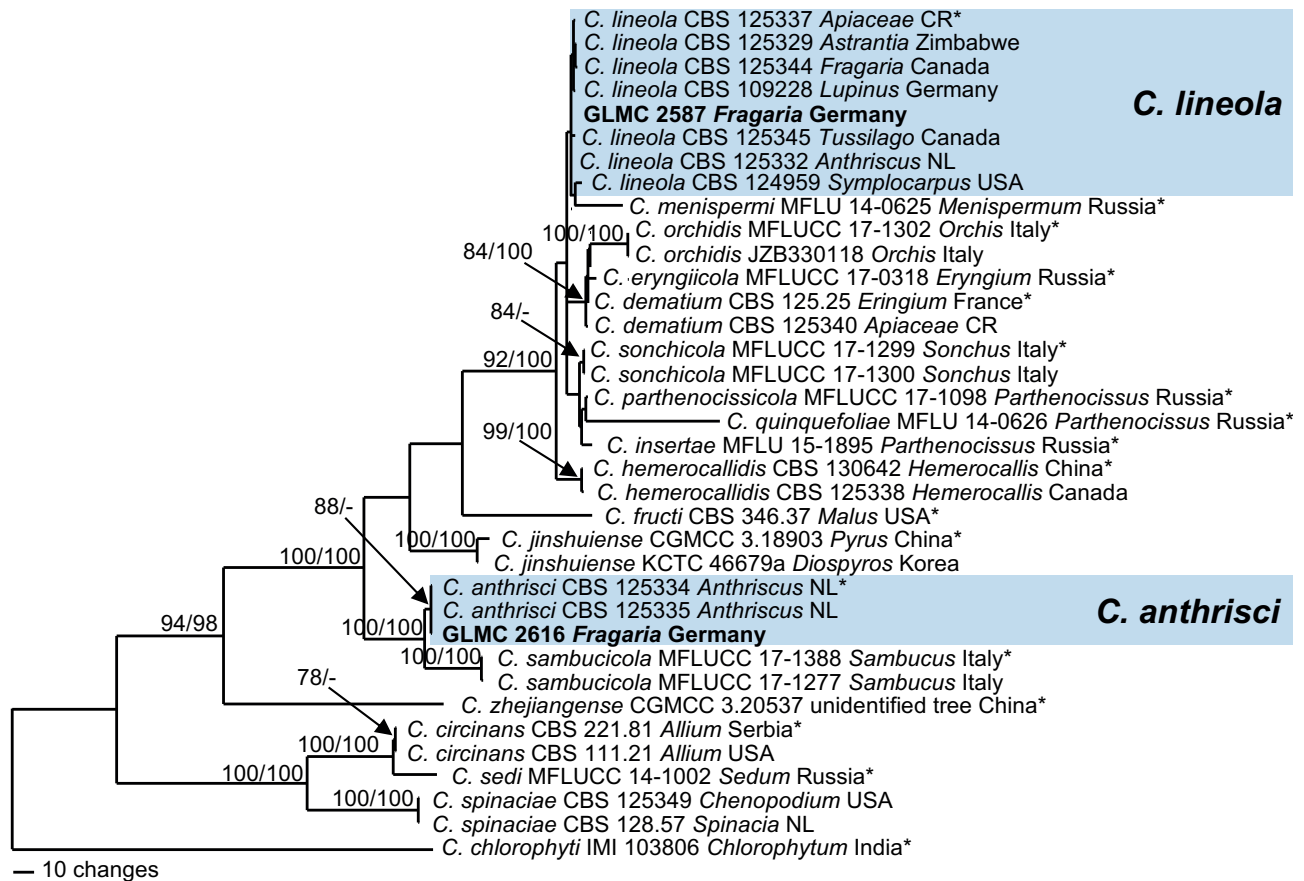 C. lineola CBS 125337 Apiaceae CR*
C. lineola CBS 125329 Astrantia Zimbabwe
C. lineola CBS 125344 Fragaria Canada
C. lineola CBS 109228 Lupinus Germany
C. lineola
GLMC 2587 Fragaria Germany
C. lineola CBS 125345 Tussilago Canada
C. lineola CBS 125332 Anthriscus NL
C. lineola CBS 124959 Symplocarpus USA
C. menispermi MFLU 14-0625 Menispermum Russia*
100/100
C. orchidis MFLUCC 17-1302 Orchis Italy*
84/100
C. orchidis JZB330118 Orchis Italy
C. eryngiicola MFLUCC 17-0318 Eryngium Russia*
C. dematium CBS 125.25 Eringium France*
84/-
C. dematium CBS 125340 Apiaceae CR
C. sonchicola MFLUCC 17-1299 Sonchus Italy*
92/100
C. sonchicola MFLUCC 17-1300 Sonchus Italy
C. parthenocissicola MFLUCC 17-1098 Parthenocissus Russia*
C. quinquefoliae MFLU 14-0626 Parthenocissus Russia*
99/100
C. insertae MFLU 15-1895 Parthenocissus Russia*
C. hemerocallidis CBS 130642 Hemerocallis China*
C. hemerocallidis CBS 125338 Hemerocallis Canada
88/-
C. fructi CBS 346.37 Malus USA*
100/100
C. jinshuiense CGMCC 3.18903 Pyrus China*
100/100
C. jinshuiense KCTC 46679a Diospyros Korea
C. anthrisci CBS 125334 Anthriscus NL*
C. anthrisci CBS 125335 Anthriscus NL
C. anthrisci
94/98
100/100
GLMC 2616 Fragaria Germany
100/100
C. sambucicola MFLUCC 17-1388 Sambucus Italy*
78/-
C. sambucicola MFLUCC 17-1277 Sambucus Italy
C. zhejiangense CGMCC 3.20537 unidentified tree China*
C. circinans CBS 221.81 Allium Serbia*
100/100
C. circinans CBS 111.21 Allium USA
100/100
C. sedi MFLUCC 14-1002 Sedum Russia*
100/100
C. spinaciae CBS 125349 Chenopodium USA
C. spinaciae CBS 128.57 Spinacia NL
C. chlorophyti IMI 103806 Chlorophytum India*
10 changes